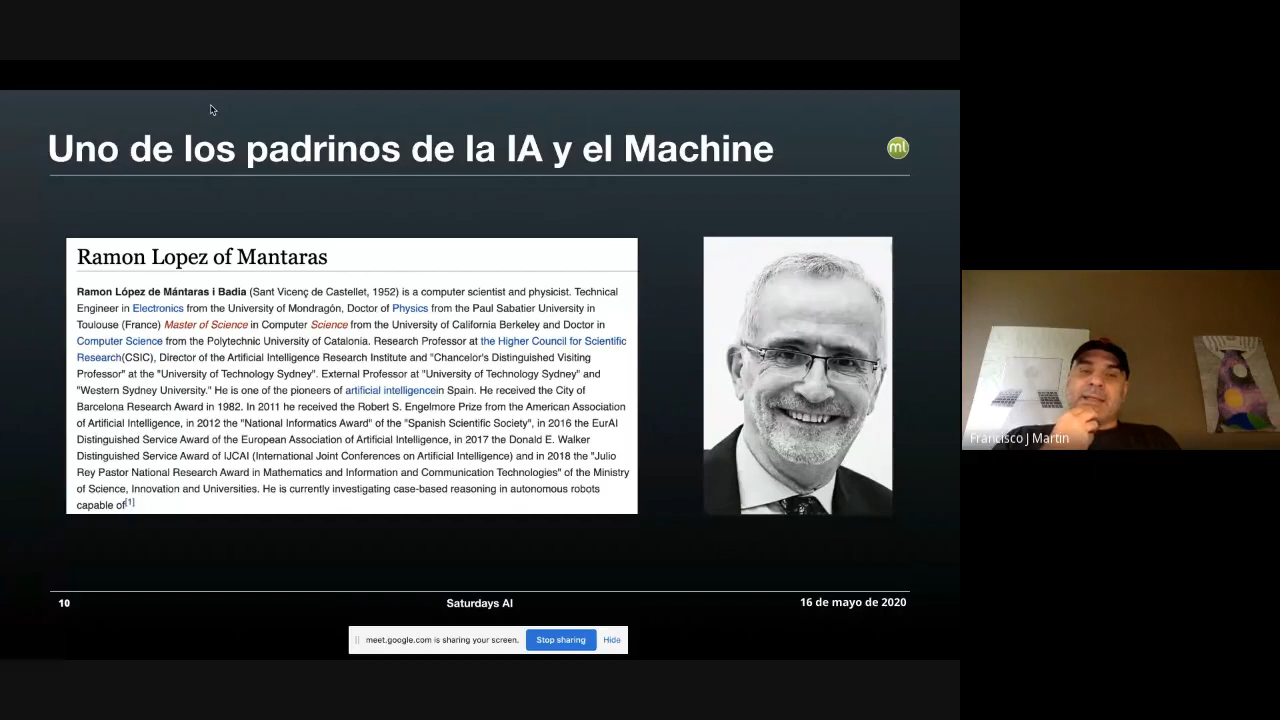 Uno de los padrinos de la IA y el Machine
ml
Ramon Lopez of Mantaras
Ramon López de Mántaras i Badia (Sant Vicenç de Castellet, 1952) is a computer scientist and physicist. Technical
Engineer in Electronics from the University of Mondragón, Doctor of Physics from the Paul Sabatier University in
Toulouse (France) Master of Science in Computer Science from the University of California Berkeley and Doctor in
Computer Science from the Polytechnic University of Catalonia. Research Professor at the Higher Council for Scientific
Research(CSIC), Director of the Artificial Intelligence Research Institute and "Chancelor's Distinguished Visiting
Professor" at the "University of Technology Sydney". External Professor at "University of Technology Sydney" and
"Western Sydney University." He is one of the pioneers of artificial intelligencein Spain. He received the City of
Barcelona Research Award in 1982. In 2011 he received the Robert S. Engelmore Prize from the American Association
of Artificial Intelligence, in 2012 the "National Informatics Award" of the "Spanish Scientific Society", in 2016 the EurAI
Distinguished Service Award of the European Association of Artificial Intelligence, in 2017 the Donald E. Walker
Distinguished Service Award of IJCAI (International Joint Conferences on Artificial Intelligence) and in 2018 the "Julio
Rey Pastor National Research Award in Mathematics and Information and Communication Technologies" of the Ministry
of Science, Innovation and Universities. He is currently investigating case-based reasoning in autonomous robots
capable of[1]
Francisco J Martin
10
Saturdays AI
16 de mayo de 2020
meet.google.com is sharing your screen.
Stop sharing
Hide